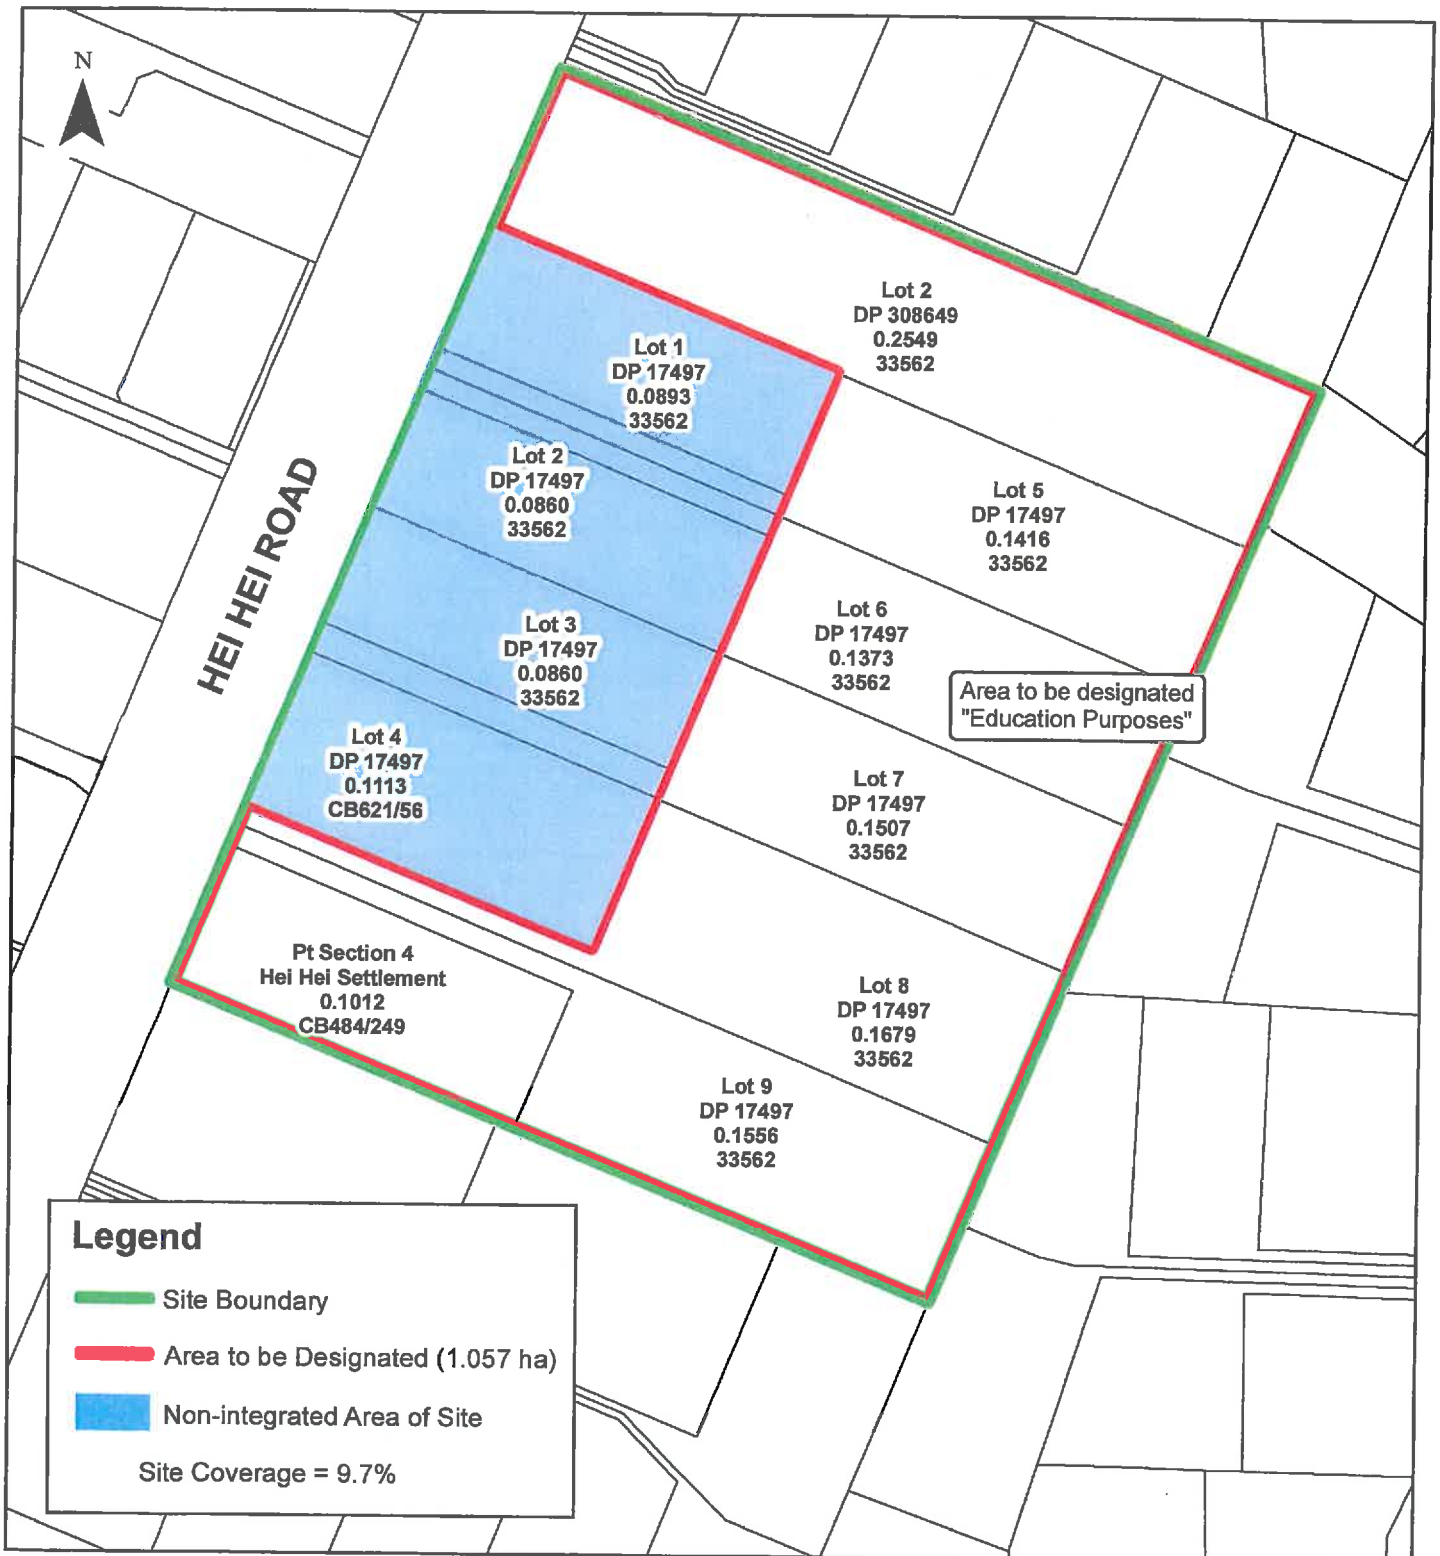 N
Lot 2
DP 308649
0.2549
33562
Lot 1
DP 17497
0.0893
33562
Lot 2
DP 17497
0.0860
33562
Lot 5
DP 17497
0.1416
33562
HEI HEI ROAD
Lot 3
DP 17497
0.0860
33562
Lot 6
DP 17497
0.1373
33562
Area to be designated
"Education Purposes"
Lot 4
DP 17497
0.1113
CB621/56
Lot 7
DP 17497
0.1507
33562
Pt Section 4
Hei Hei Settlement
0.1012
CB484/249
Lot 8
DP 17497
0.1679
33562
Lot 9
DP 17497
0.1556
33562
Legend
Site Boundary
Area to be Designated (1.057 ha)
Non-integrated Area of Site
Site Coverage = 9.7%